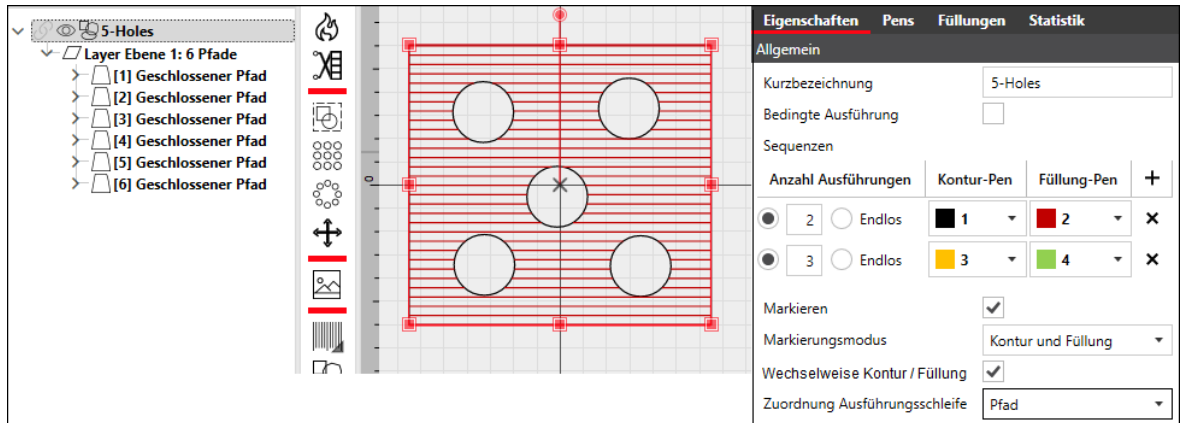 5-Holes
Layer Ebene 1: 6 Pfade
[1] Geschlossener Pfad
[2] Geschlossener Pfad
[3] Geschlossener Pfad
[4] Geschlossener Pfad
[5] Geschlossener Pfad
[6] Geschlossener Pfad
0
Eigenschaften Pens Füllungen Statistik
Allgemein
Kurzbezeichnung 5-Holes
Bedingte Ausführung
Sequenzen
Anzahl Ausführungen Kontur-Pen Füllung-Pen +
2 Endlos 1 2
3 Endlos 3 4
Markieren
Markierungsmodus Kontur und Füllung
Wechselweise Kontur / Füllung
Zuordnung Ausführungsschleife Pfad